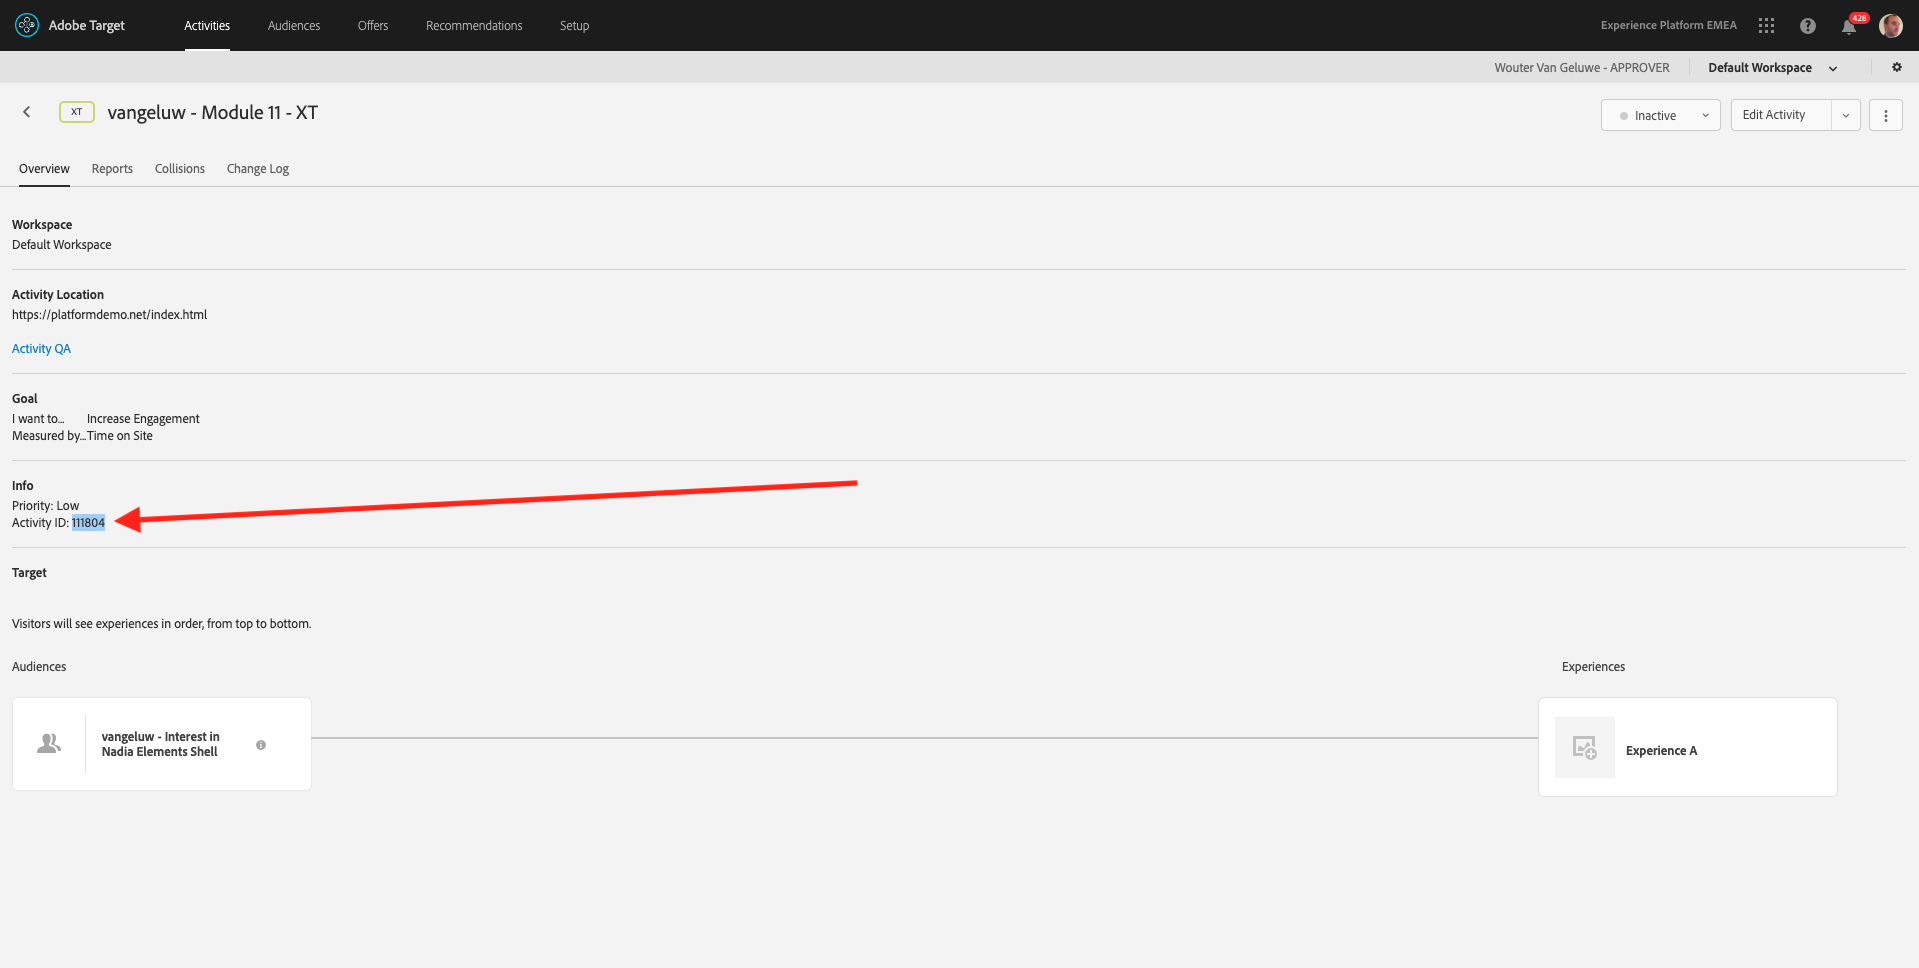 Adobe Target
Activities
Audiences
Offers
Recommendations
Setup
Experience Platform EMEA
428
Wouter Van Geluwe - APPROVER
Default Workspace
XT
vangeluw - Module 11 - XT
Inactive
Edit Activity
Overview
Reports
Collisions
Change Log
Workspace
Default Workspace
Activity Location
https://platformdemo.net/index.html
Activity QA
Goal
I want to... Increase Engagement
Measured by... Time on Site
Info
Priority: Low
Activity ID: 111804
Target
Visitors will see experiences in order, from top to bottom.
Audiences
Experiences
vangeluw - Interest in
Nadia Elements Shell
Experience A